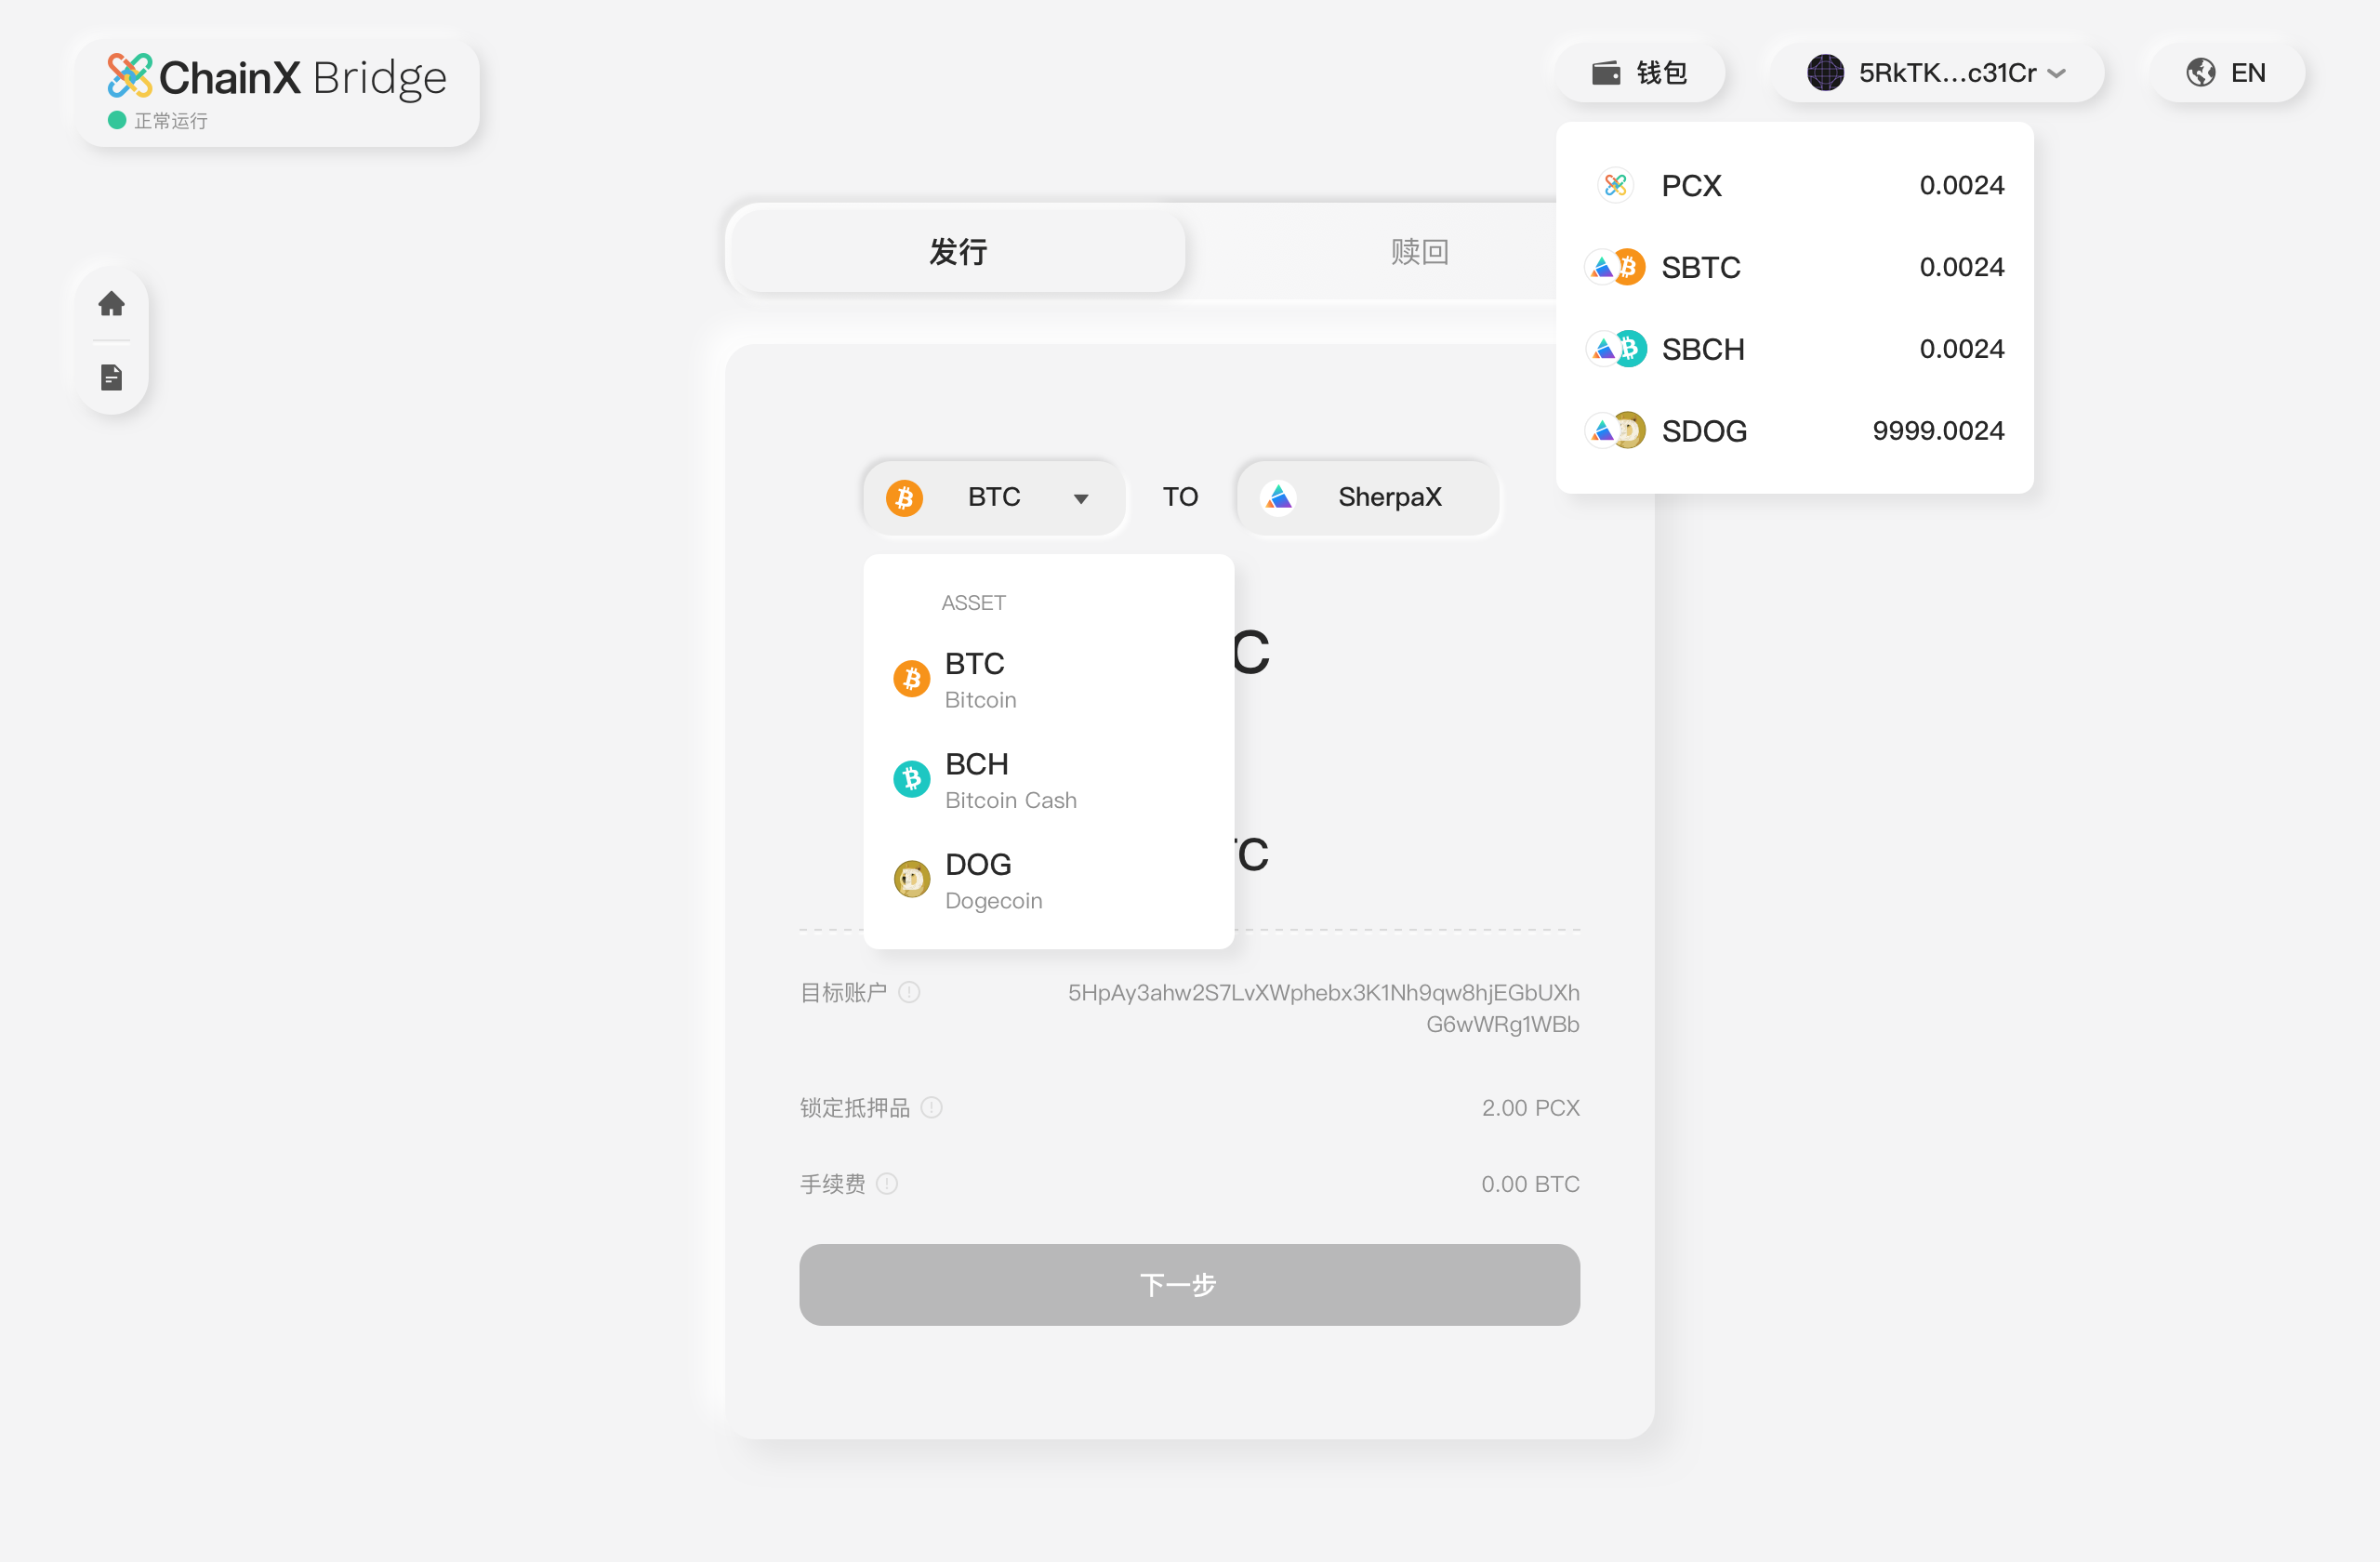 ChainX Bridge
正常运行
钱包
5RkTK...c31Cr
EN
PCX 0.0024
SBTC 0.0024
SBCH 0.0024
SDOG 9999.0024
发行
赎回
BTC
TO
SherpaX
ASSET
BTC
Bitcoin
BCH
Bitcoin Cash
DOG
Dogecoin
C
TC
目标账户 5HpAy3ahw2S7LvXWphebx3K1Nh9qw8hjEGbUXh
G6wWRg1WBb
锁定抵押品 2.00 PCX
手续费 0.00 BTC
下一步